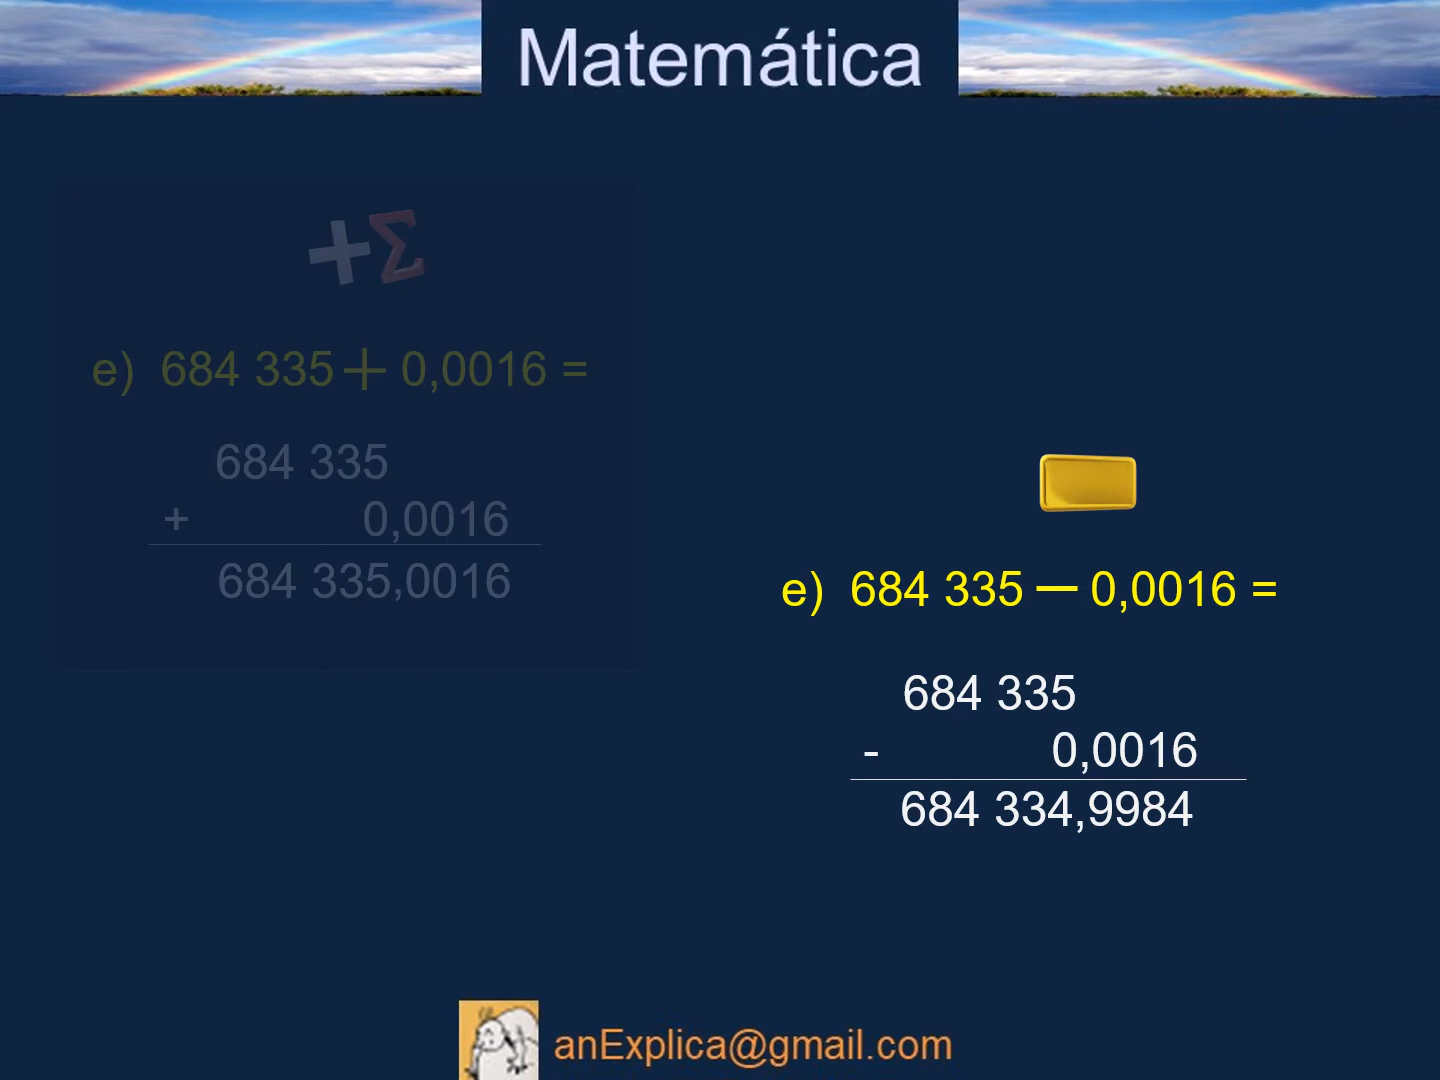 Matemática
+Σ
e) 684 335 + 0,0016 =
684 335
+ 0,0016
684 335,0016
e) 684 335 – 0,0016 =
684 335
- 0,0016
684 334,9984
anExplica@gmail.com